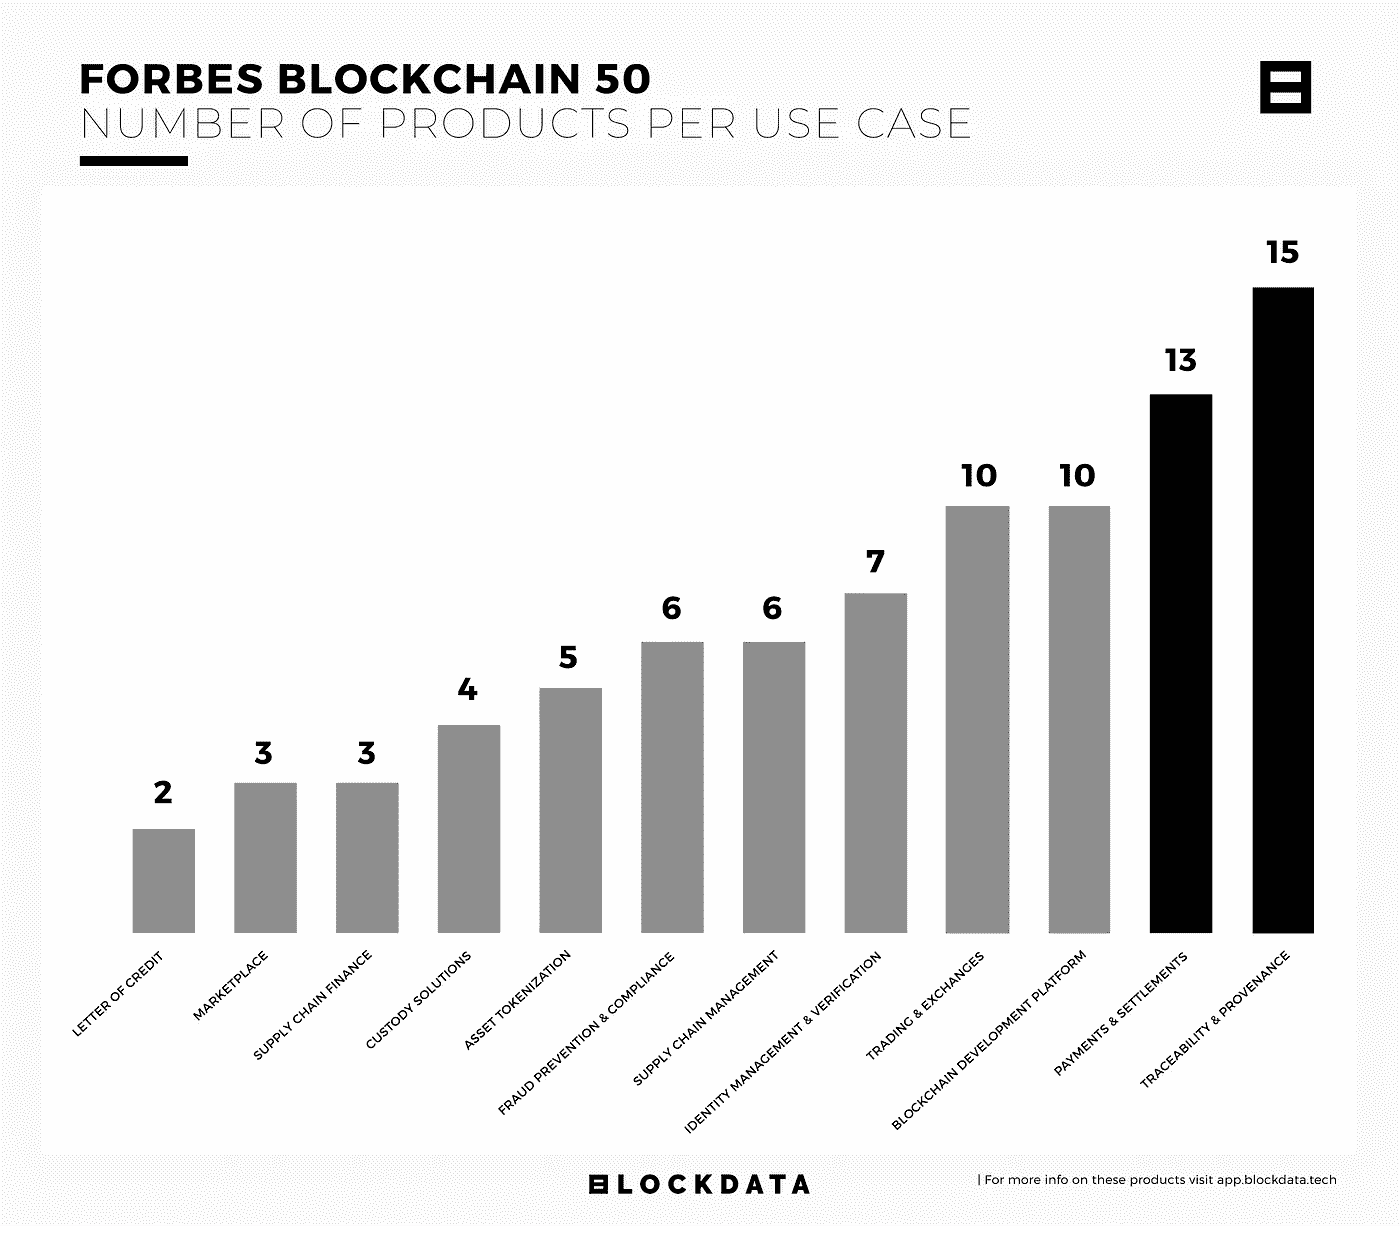 FORBES BLOCKCHAIN 50
NUMBER OF PRODUCTS PER USE CASE
15
13
10
10
7
6
6
5
4
3
3
2
LETTER OF CREDIT
MARKETPLACE
SUPPLY CHAIN FINANCE
CUSTODY SOLUTIONS
ASSET TOKENIZATION
FRAUD PREVENTION & COMPLIANCE
SUPPLY CHAIN MANAGEMENT
IDENTITY MANAGEMENT & VERIFICATION
TRADING & EXCHANGES
BLOCKCHAIN DEVELOPMENT PLATFORM
PAYMENTS & SETTLEMENTS
TRACEABILITY & PROVENANCE
BLOCKDATA
| For more info on these products visit app.blockdata.tech